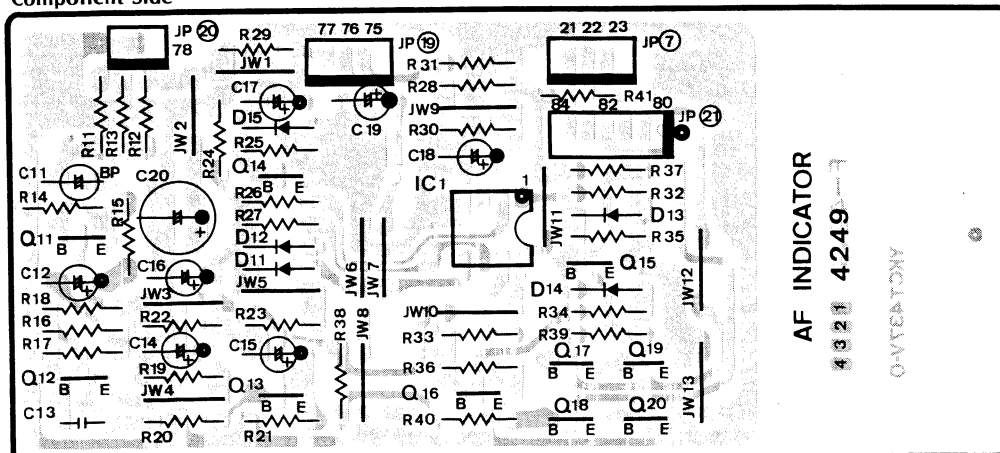 Component Side
JP 20
78
R29
JW1
77 76 75
JP 19
21 22 23
JP 7
R31
R28
JW9
R30
C18
R41
84 82 80
JP 21
C17
D15
R25
Q14
B E
C19
R11
R13
R12
JW2
R24
C11
BP
R14
C20
R15
R26
R27
D12
D11
JW5
IC1
1
JW11
R37
R32
D13
R35
Q11
B E
C12
R18
R16
R17
C16
JW3
R22
C14
R19
JW4
R23
C15
JW6
JW7
JW8
R38
Q15
B E
D14
R34
R39
JW12
JW10
R33
R36
Q16
B E
R40
Q17
B E
Q19
B E
Q18
B E
Q20
B E
JW13
Q12
B E
C13
R20
Q13
B E
R21
AF INDICATOR
4321 4249